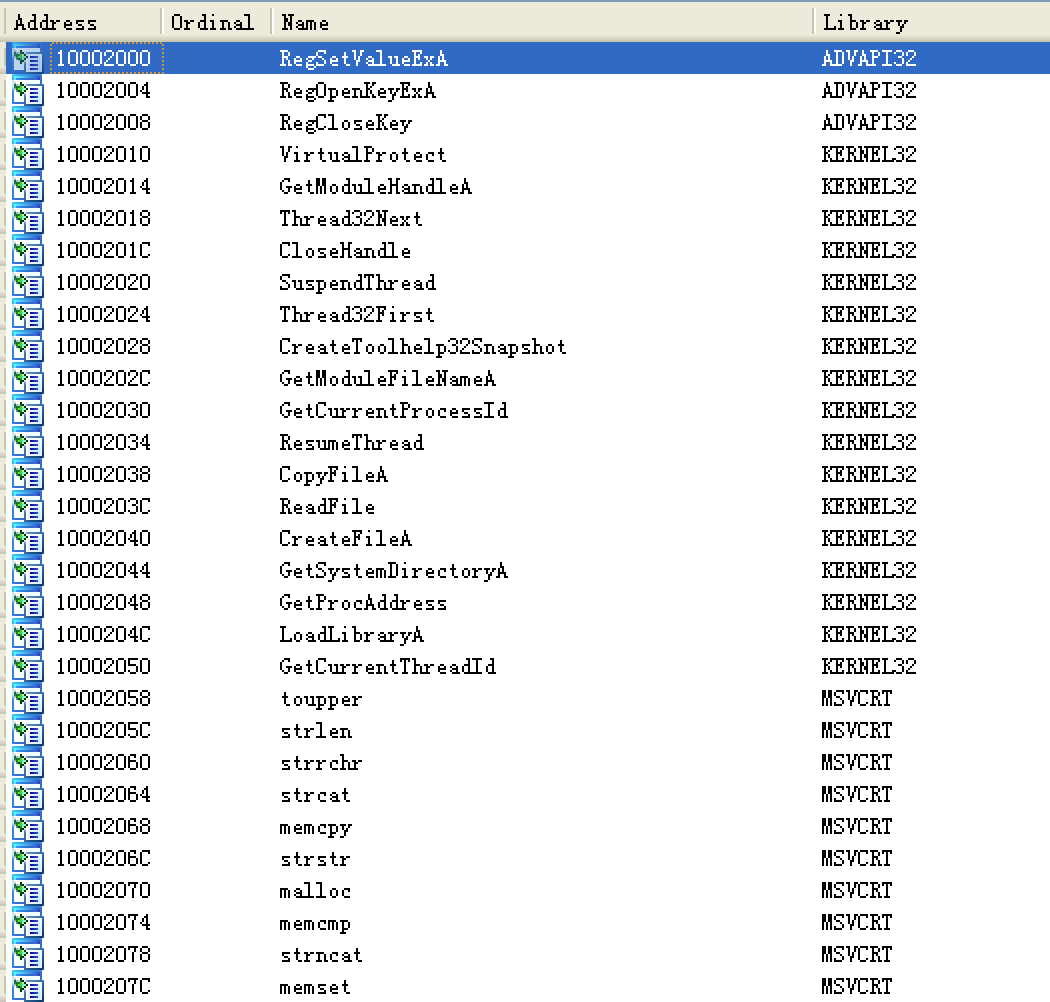 Address Ordinal Name Library
10002000 RegSetValueExA ADVAPI32
10002004 RegOpenKeyExA ADVAPI32
10002008 RegCloseKey ADVAPI32
10002010 VirtualProtect KERNEL32
10002014 GetModuleHandleA KERNEL32
10002018 Thread32Next KERNEL32
1000201C CloseHandle KERNEL32
10002020 SuspendThread KERNEL32
10002024 Thread32First KERNEL32
10002028 CreateToolhelp32Snapshot KERNEL32
1000202C GetModuleFileNameA KERNEL32
10002030 GetCurrentProcessId KERNEL32
10002034 ResumeThread KERNEL32
10002038 CopyFileA KERNEL32
1000203C ReadFile KERNEL32
10002040 CreateFileA KERNEL32
10002044 GetSystemDirectoryA KERNEL32
10002048 GetProcAddress KERNEL32
1000204C LoadLibraryA KERNEL32
10002050 GetCurrentThreadId KERNEL32
10002058 toupper MSVCRT
1000205C strlen MSVCRT
10002060 strrchr MSVCRT
10002064 strcat MSVCRT
10002068 memcpy MSVCRT
1000206C strstr MSVCRT
10002070 malloc MSVCRT
10002074 memcmp MSVCRT
10002078 strncat MSVCRT
1000207C memset MSVCRT